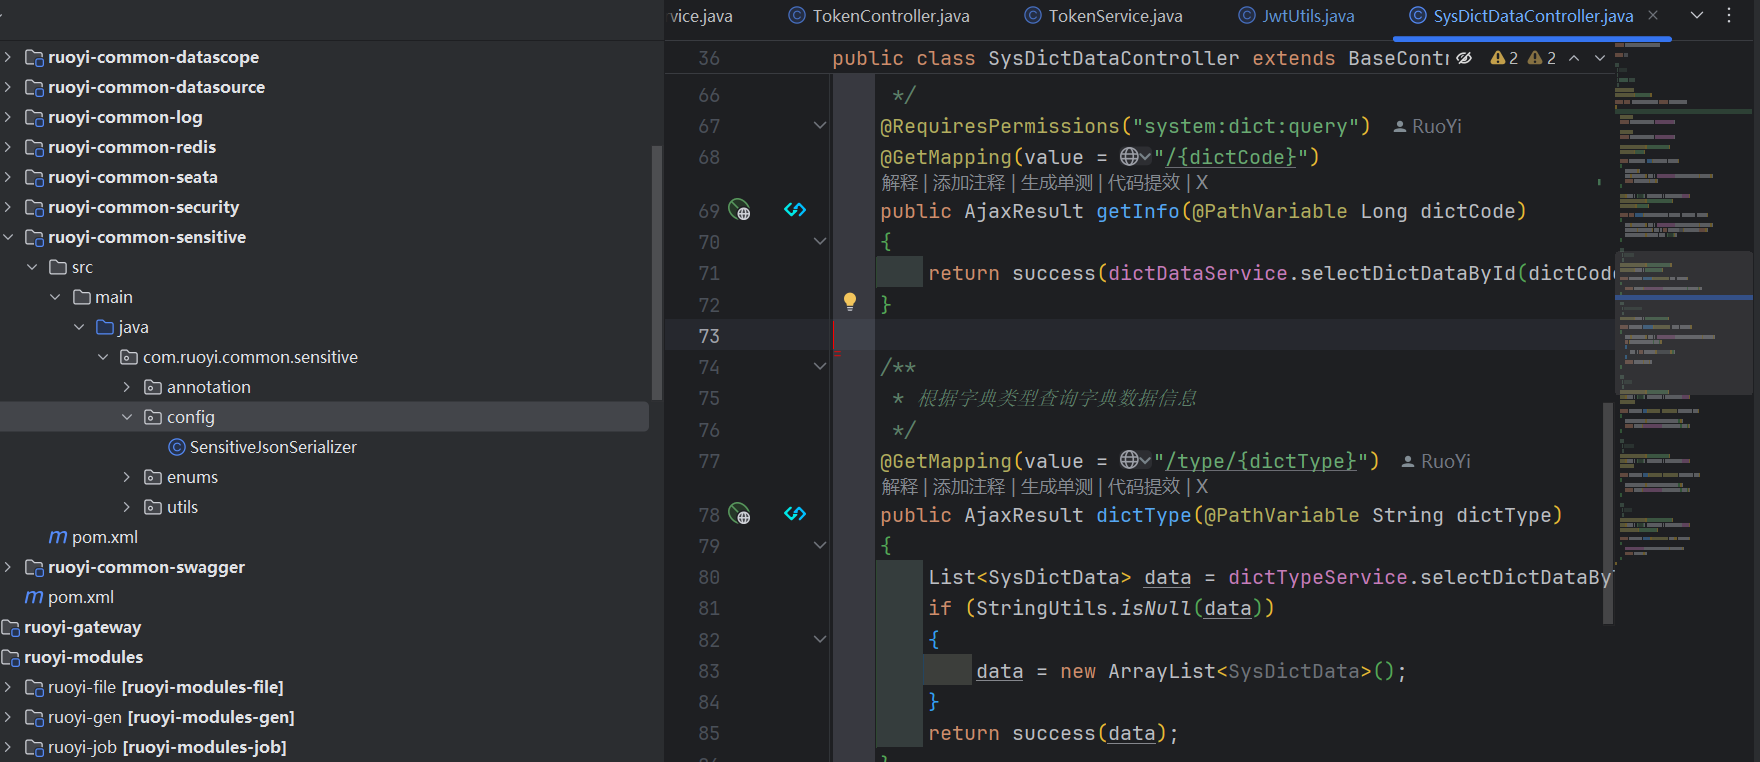 vice.java
TokenController.java
TokenService.java
JwtUtils.java
SysDictDataController.java
ruoyi-common-datascope
ruoyi-common-datasource
ruoyi-common-log
ruoyi-common-redis
ruoyi-common-seata
ruoyi-common-security
ruoyi-common-sensitive
src
main
java
com.ruoyi.common.sensitive
annotation
config
SensitiveJsonSerializer
enums
utils
pom.xml
ruoyi-common-swagger
pom.xml
ruoyi-gateway
ruoyi-modules
ruoyi-file [ruoyi-modules-file]
ruoyi-gen [ruoyi-modules-gen]
ruoyi-job [ruoyi-modules-job]
36 public class SysDictDataController extends BaseContr 2 2
66 */
67 @RequiresPermissions("system:dict:query") RuoYi
68 @GetMapping(value = "/{dictCode}")
解释 | 添加注释 | 生成单测 | 代码提效 | X
69 public AjaxResult getInfo(@PathVariable Long dictCode)
70 {
71 return success(dictDataService.selectDictDataById(dictCod
72 }
73
74 /**
75 * 根据字典类型查询字典数据信息
76 */
77 @GetMapping(value = "/type/{dictType}") RuoYi
解释 | 添加注释 | 生成单测 | 代码提效 | X
78 public AjaxResult dictType(@PathVariable String dictType)
79 {
80 List<SysDictData> data = dictTypeService.selectDictDataBy
81 if (StringUtils.isNull(data))
82 {
83 data = new ArrayList<SysDictData>();
84 }
85 return success(data);